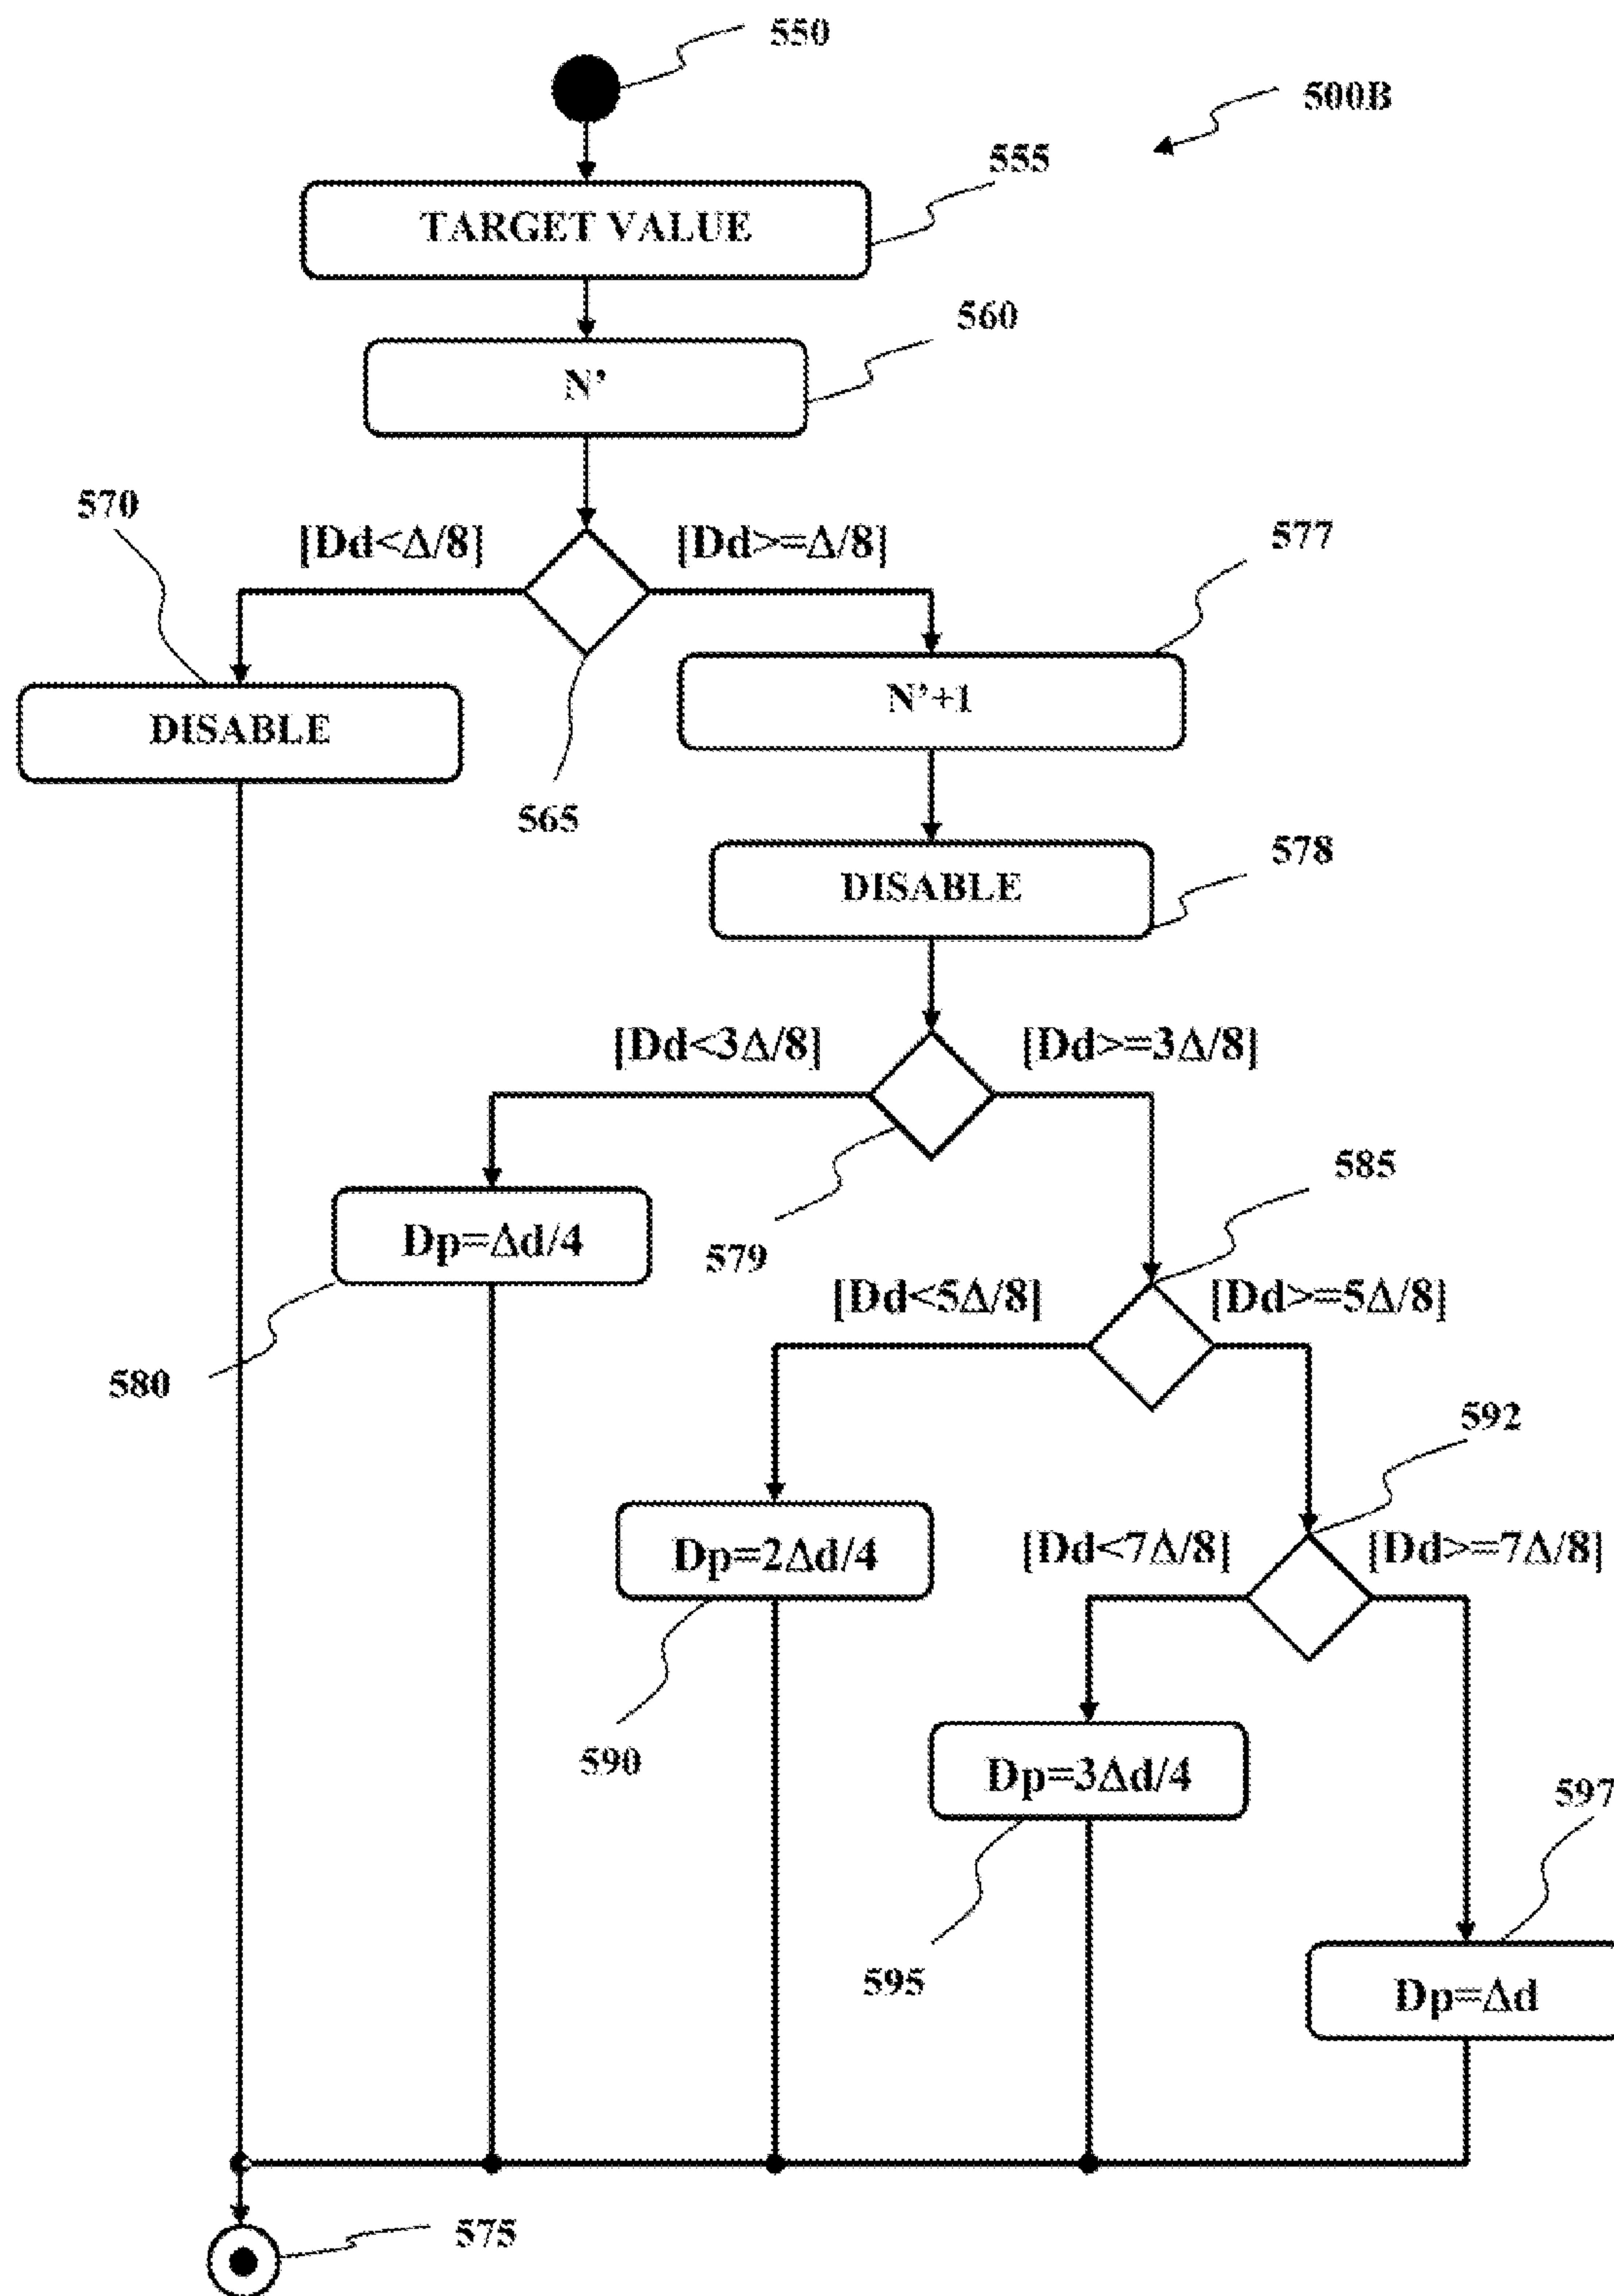 550
500B
555
TARGET VALUE
560
N'
570
[Dd<Δ/8]
[Dd>=Δ/8]
577
DISABLE
N'+1
565
578
DISABLE
[Dd<3Δ/8]
[Dd>=3Δ/8]
585
Dp=Δd/4
579
[Dd<5Δ/8]
[Dd>=5Δ/8]
580
592
Dp=2Δd/4
[Dd<7Δ/8]
[Dd>=7Δ/8]
590
Dp=3Δd/4
597
595
Dp=Δd
575